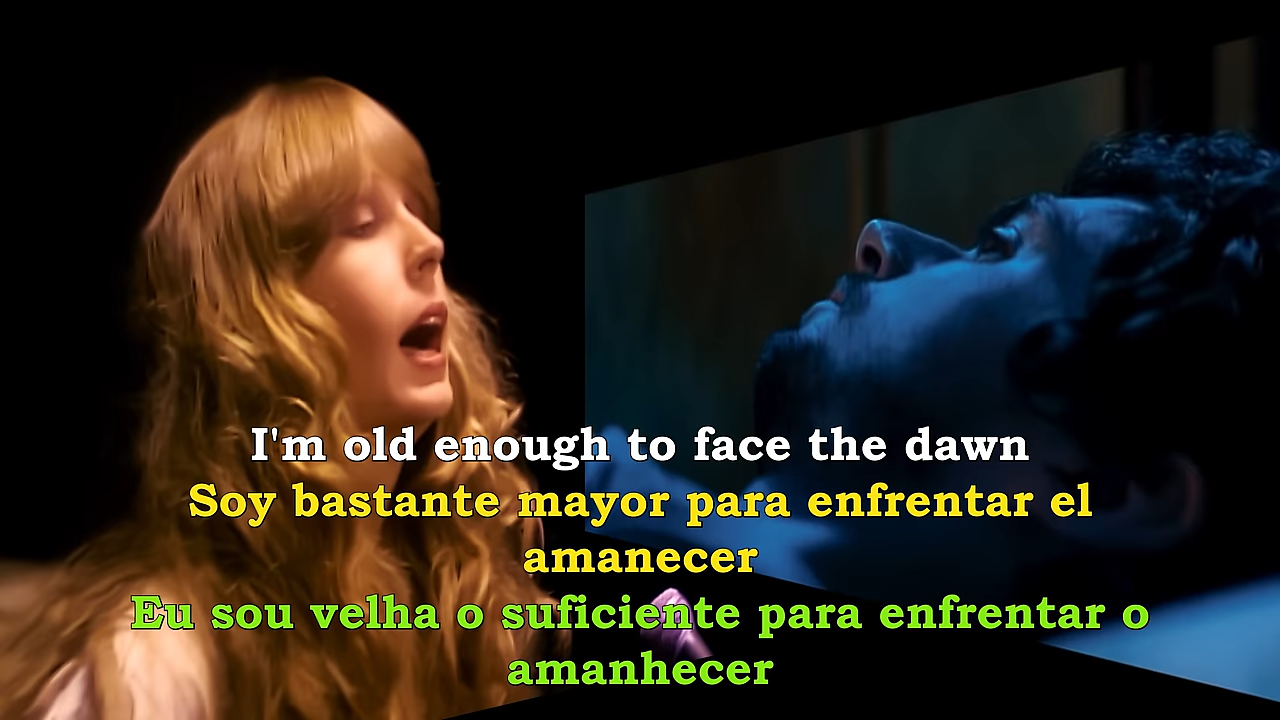 I'm old enough to face the dawn
Soy bastante mayor para enfrentar el
amanecer
Eu sou velha o suficiente para enfrentar o
amanhecer